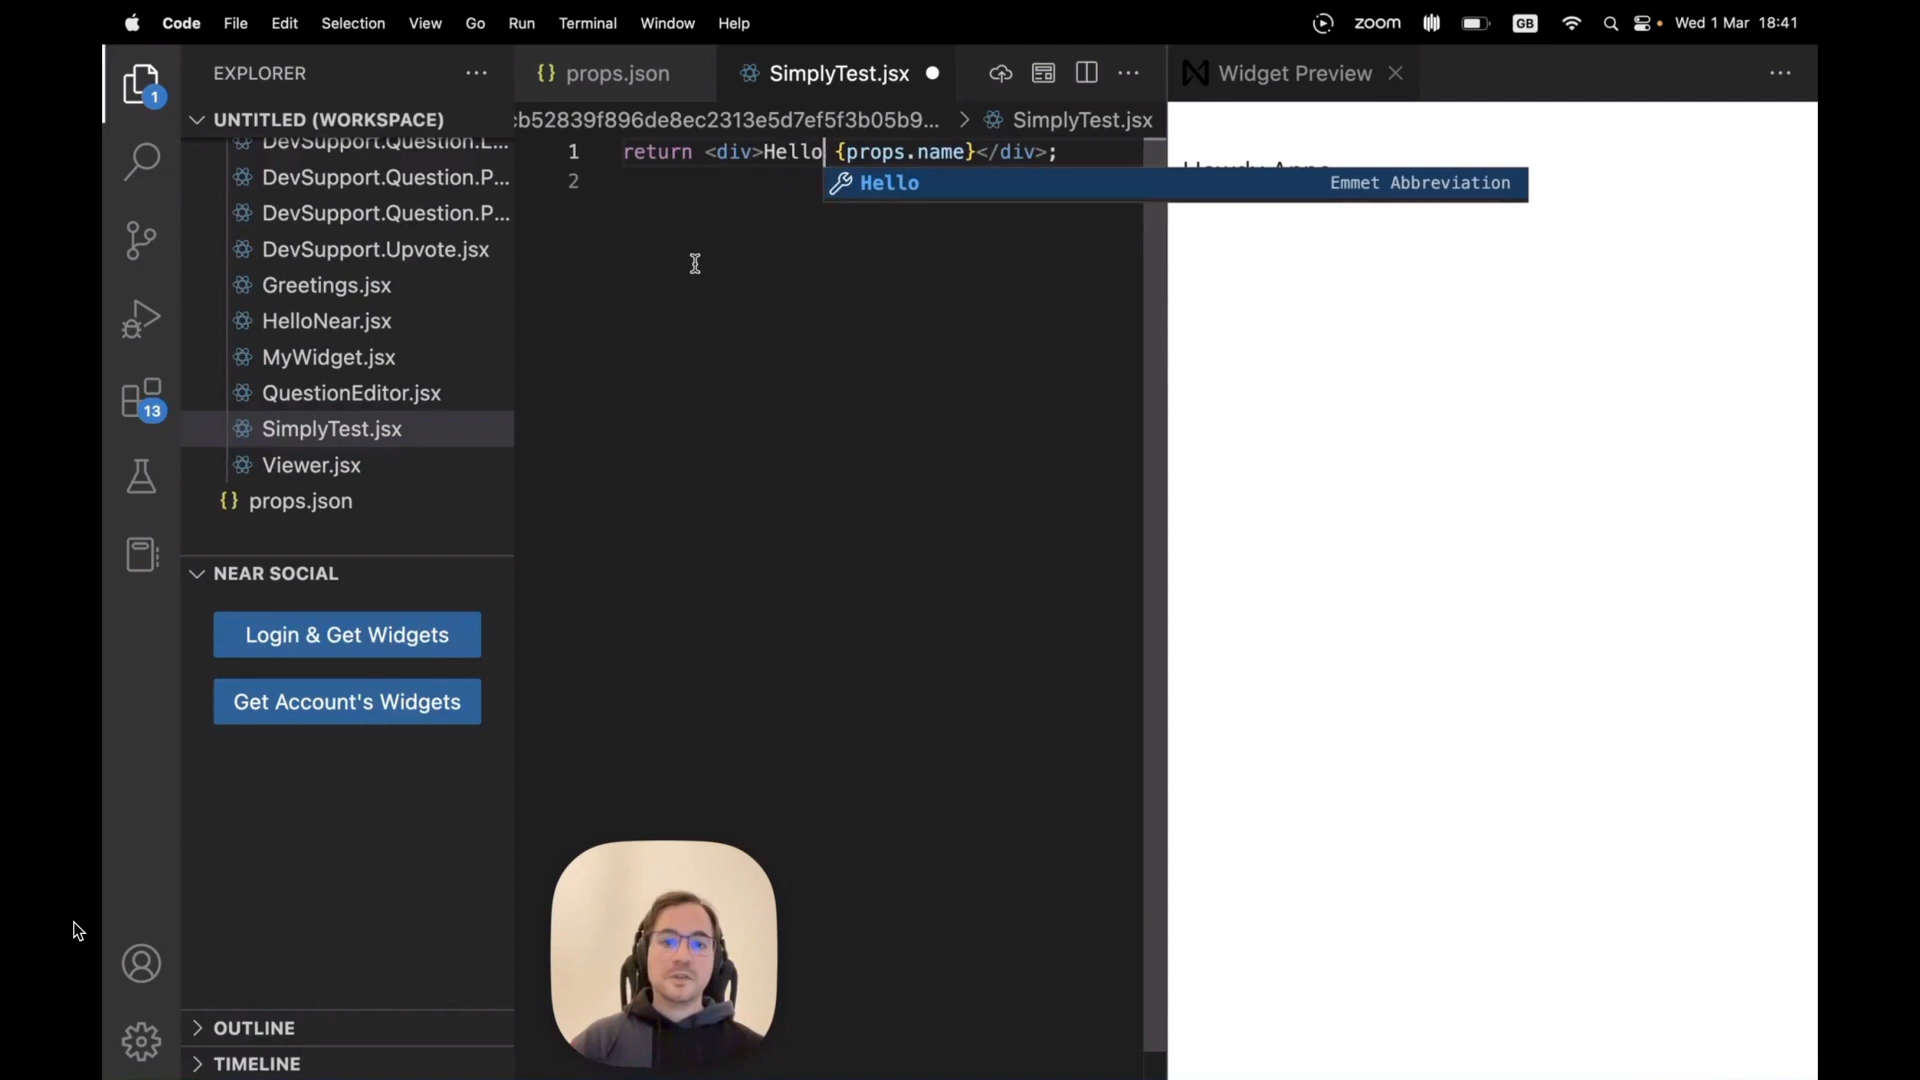 Code File Edit Selection View Go Run Terminal Window Help
zoom GB Wed 1 Mar 18:41
EXPLORER
1
UNTITLED (WORKSPACE)
DevSupport.Question.L...
DevSupport.Question.P...
DevSupport.Question.P...
DevSupport.Upvote.jsx
Greetings.jsx
HelloNear.jsx
MyWidget.jsx
QuestionEditor.jsx
SimplyTest.jsx
Viewer.jsx
{} props.json
13
NEAR SOCIAL
Login & Get Widgets
Get Account's Widgets
OUTLINE
TIMELINE
{} props.json
SimplyTest.jsx
:b52839f896de8ec2313e5d7ef5f3b05b9... > SimplyTest.jsx
1 return <div>Hello {props.name}</div>;
2
Hello Emmet Abbreviation
Widget Preview